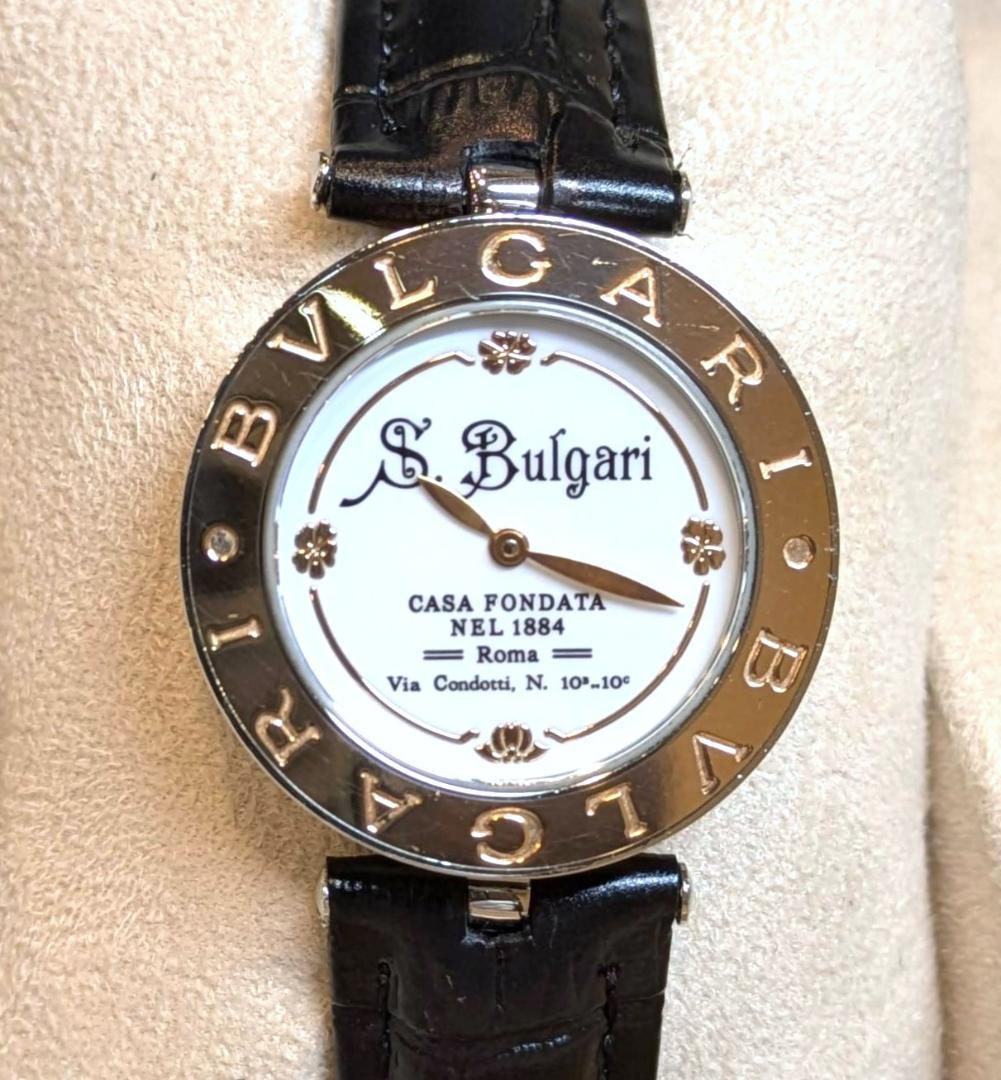 BVLGARI
S. Bulgari
CASA FONDATA
NEL 1884
Roma
Via Condotti, N. 10ᵃ-10ᶜ
BVLGARI